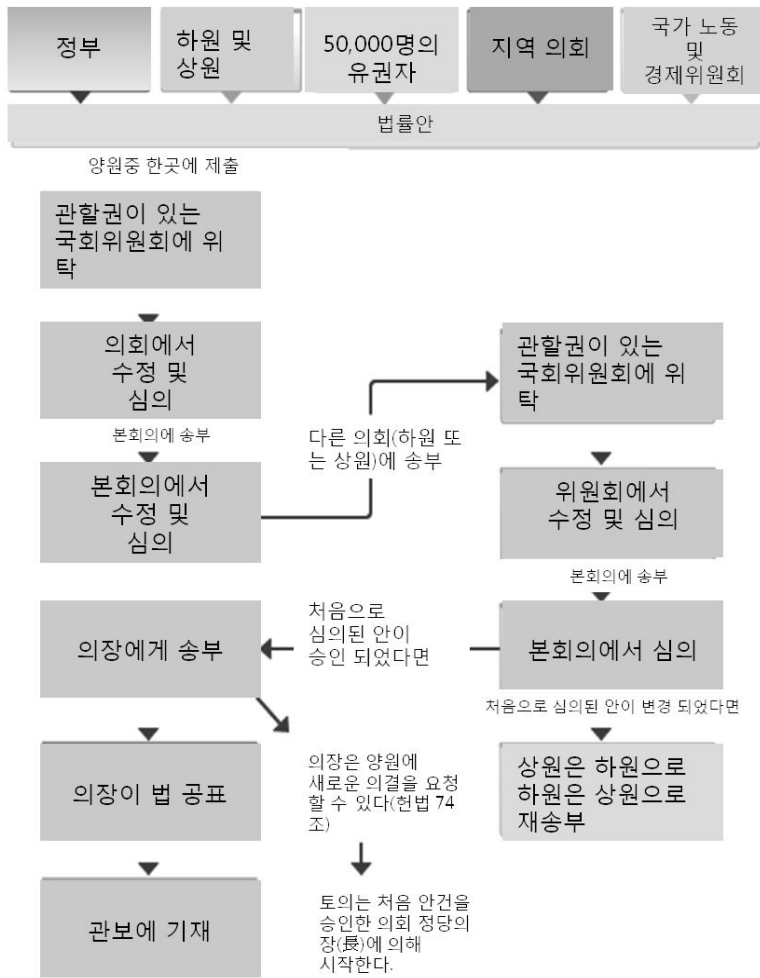 정부
하원 및
상원
50,000명의
유권자
지역 의회
국가 노동
및
경제위원회
법률안
양원중 한곳에 제출
관할권이 있는
국회위원회에 위
탁
의회에서
수정 및
심의
본회의에 송부
본회의에서
수정 및
심의
다른 의회(하원 또
는 상원)에 송부
관할권이 있는
국회위원회에 위
탁
위원회에서
수정 및 심의
본회의에 송부
본회의에서 심의
처음으로
심의된 안이
승인 되었다면
의장에게 송부
처음으로 심의된 안이 변경 되었다면
상원은 하원으로
하원은 상원으로
재송부
의장이 법 공표
의장은 양원에
새로운 의결을 요청
할 수 있다(헌법 74
조)
관보에 기재
토의는 처음 안건을
승인한 의회 정당의
장(長)에 의해
시작한다.